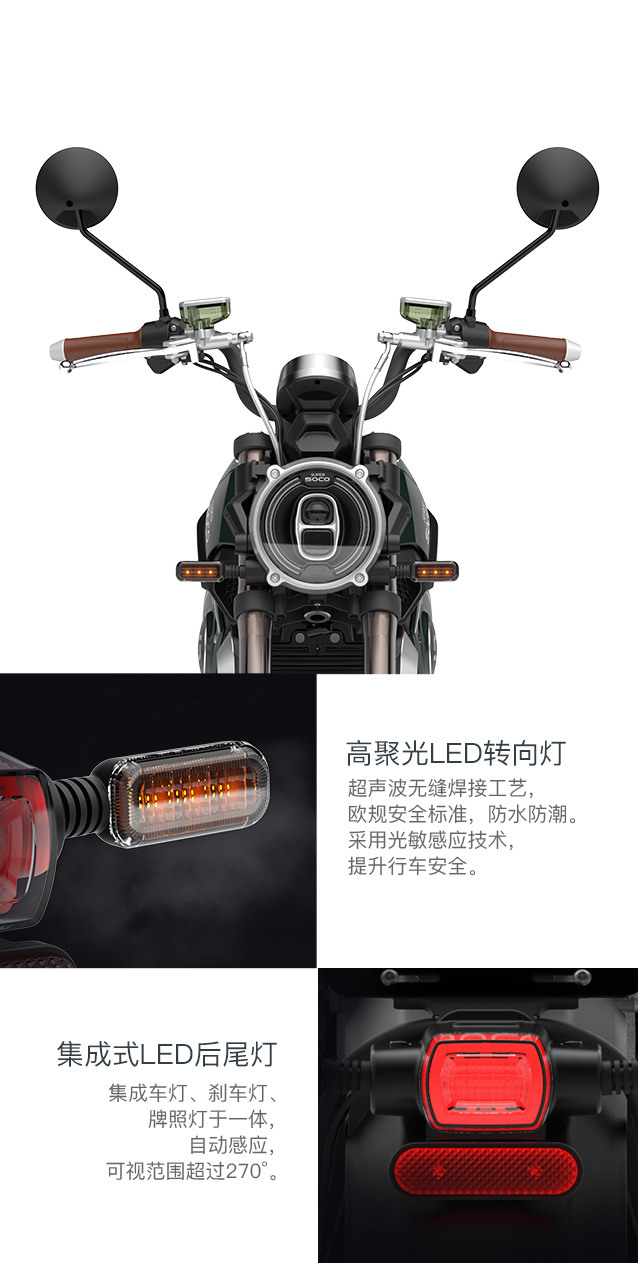 SUPER
SOCO
高聚光LED转向灯
超声波无缝焊接工艺，
欧规安全标准，防水防潮。
采用光敏感应技术，
提升行车安全。
集成式LED后尾灯
集成车灯、刹车灯、
牌照灯于一体，
自动感应，
可视范围超过270°。